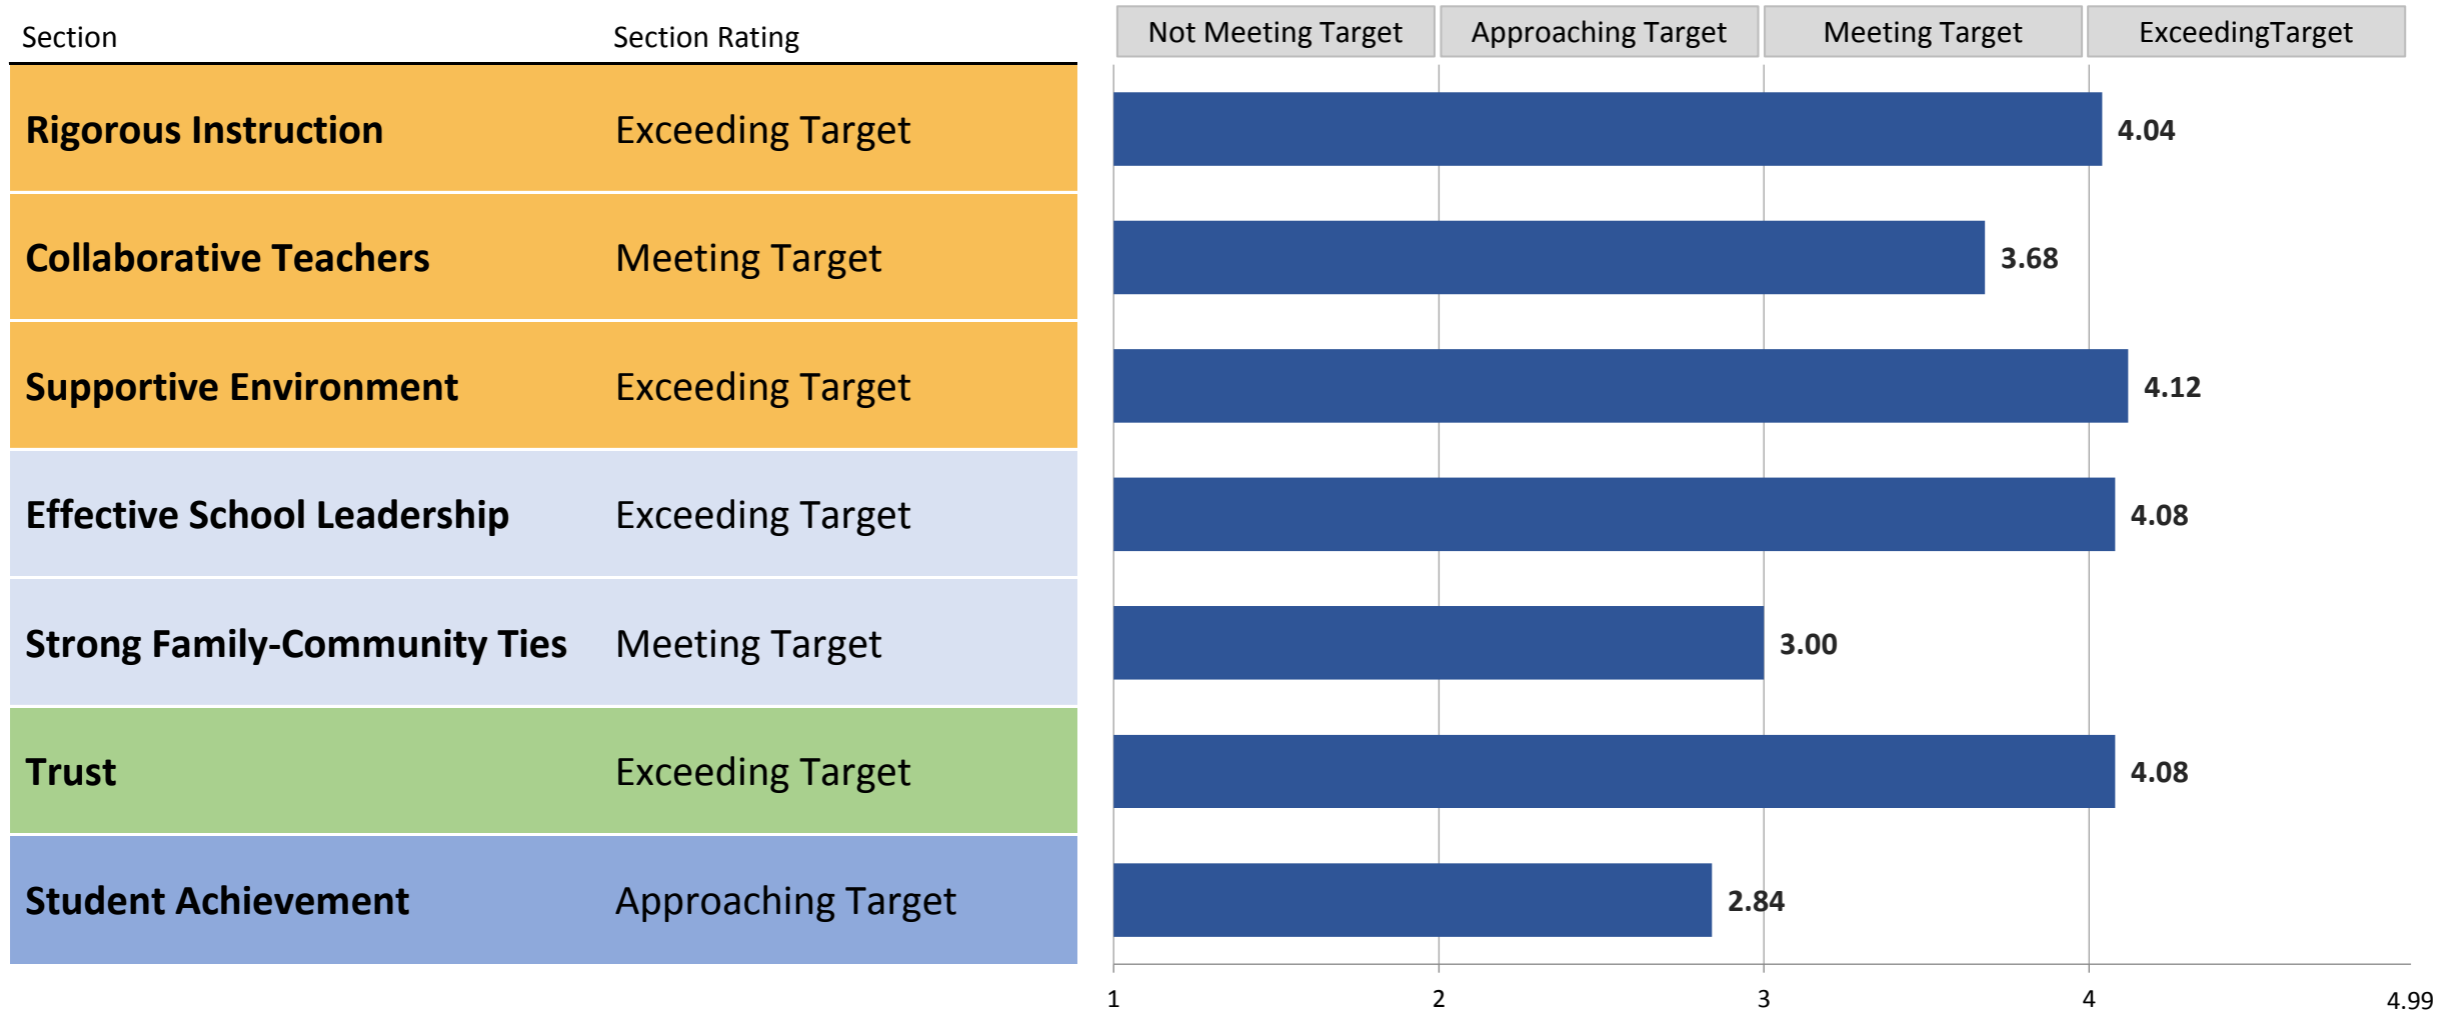 Section Section Rating Not Meeting Target Approaching Target Meeting Target ExceedingTarget
Rigorous Instruction Exceeding Target 4.04
Collaborative Teachers Meeting Target 3.68
Supportive Environment Exceeding Target 4.12
Effective School Leadership Exceeding Target 4.08
Strong Family-Community Ties Meeting Target 3.00
Trust Exceeding Target 4.08
Student Achievement Approaching Target 2.84
1 2 3 4 4.99